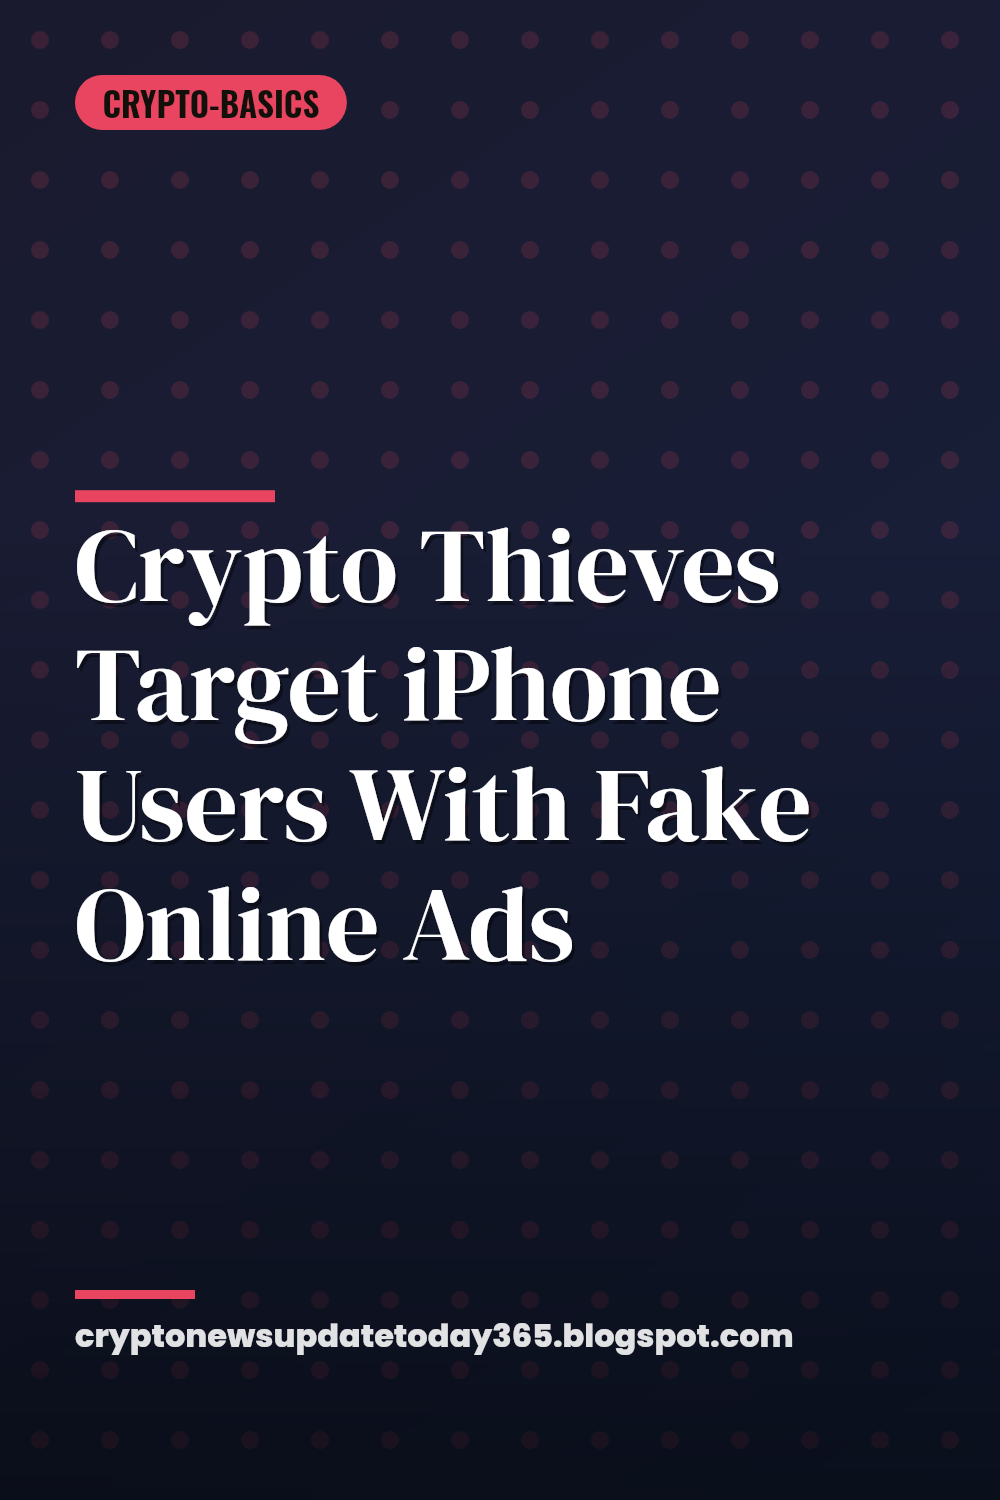 CRYPTO-BASICS
Crypto Thieves
Target iPhone
Users With Fake
Online Ads
cryptonewsupdatetoday365.blogspot.com